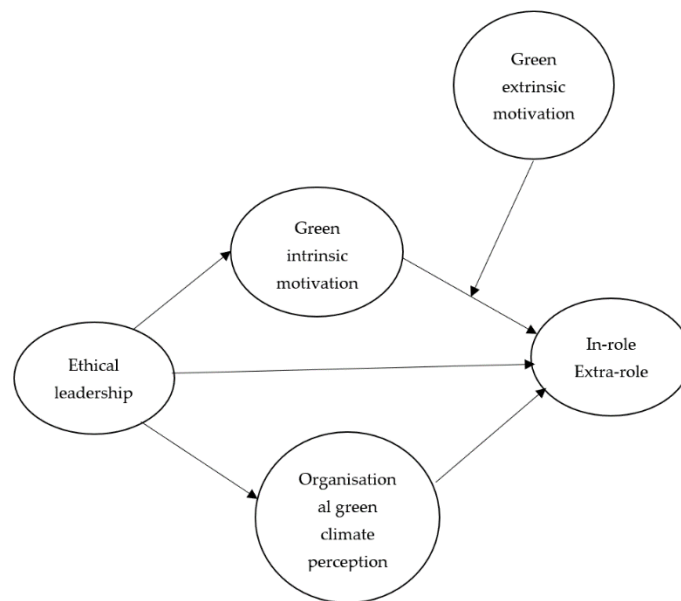 Green
extrinsic
motivation
Green
intrinsic
motivation
In-role
Extra-role
Ethical
leadership
Organisation
al green
climate
perception